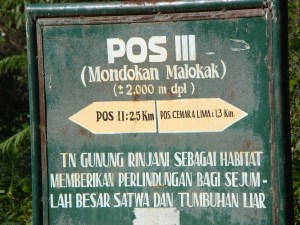 POS III
(Mondokan Malokak)
(± 2.000 m dpl)
POS II : 2,5 Km POS CEMARA LIMA : 1,3 Km.
TN GUNUNG RINJANI SEBAGAI HABITAT
MEMBERIKAN PERLINDUNGAN BAGI SEJUM -
LAH BESAR SATWA DAN TUMBUHAN LIAR